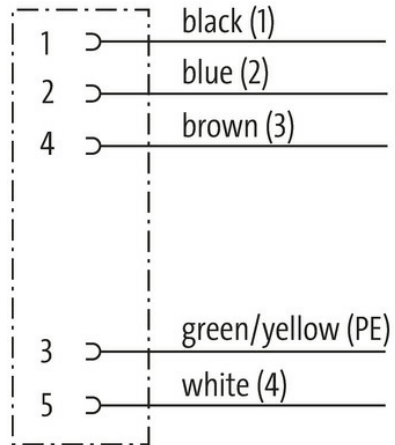 1 black (1)
2 blue (2)
4 brown (3)
3 green/yellow (PE)
5 white (4)